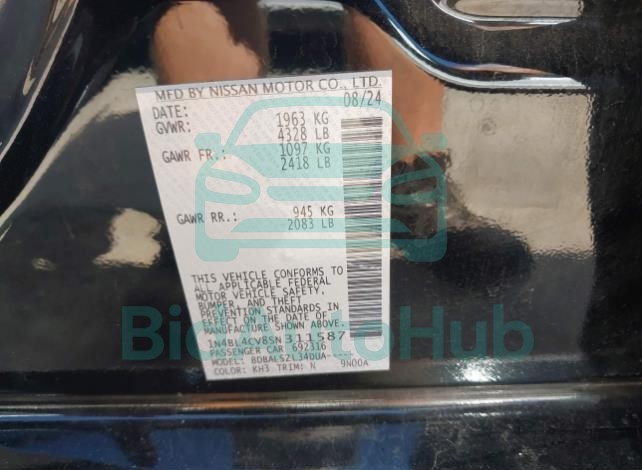 MFD BY NISSAN MOTOR CO., LTD.
DATE: 08/24
GVWR: 1963 KG
4328 LB
GAWR FR.: 1097 KG
2418 LB
GAWR RR.: 945 KG
2083 LB
THIS VEHICLE CONFORMS TO
ALL APPLICABLE FEDERAL
MOTOR VEHICLE SAFETY,
BUMPER, AND THEFT
PREVENTION STANDARDS IN
EFFECT ON THE DATE OF
MANUFACTURE SHOWN ABOVE.
1N4BL4CV8SN311587
PASSENGER CAR 692316
MODEL: BDBALS2L34DUA-----
COLOR: KH3 TRIM: N 9N00A